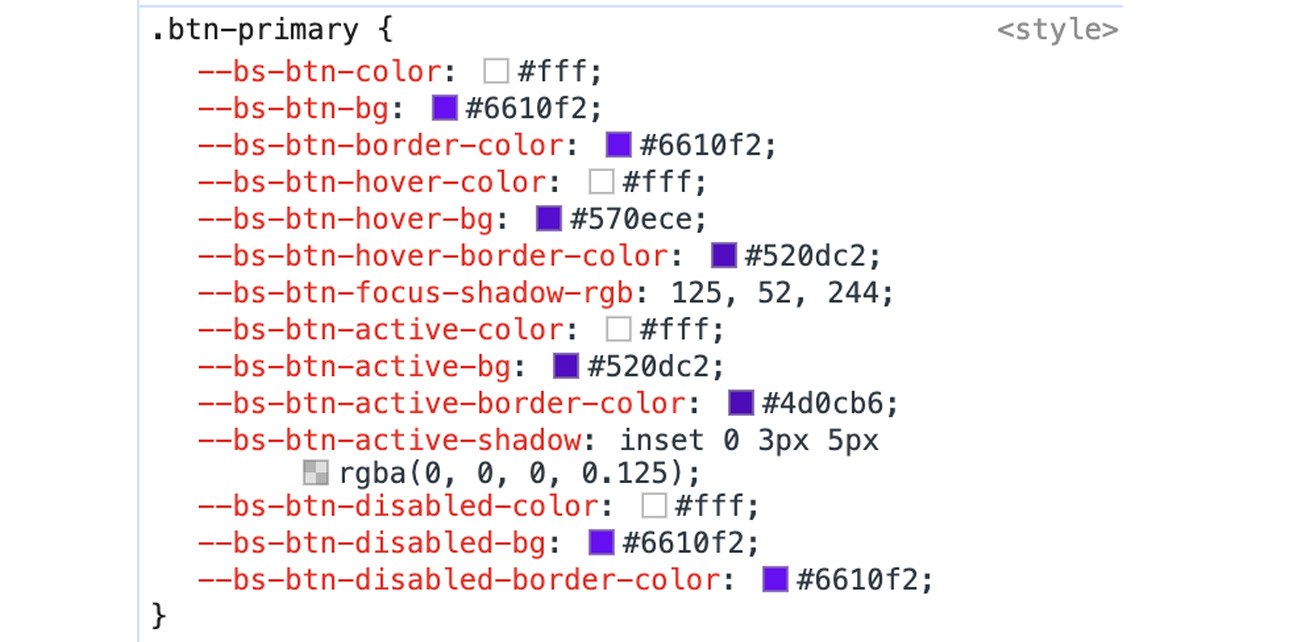 .btn-primary { <style>
--bs-btn-color: #fff;
--bs-btn-bg: #6610f2;
--bs-btn-border-color: #6610f2;
--bs-btn-hover-color: #fff;
--bs-btn-hover-bg: #570ece;
--bs-btn-hover-border-color: #520dc2;
--bs-btn-focus-shadow-rgb: 125, 52, 244;
--bs-btn-active-color: #fff;
--bs-btn-active-bg: #520dc2;
--bs-btn-active-border-color: #4d0cb6;
--bs-btn-active-shadow: inset 0 3px 5px
rgba(0, 0, 0, 0.125);
--bs-btn-disabled-color: #fff;
--bs-btn-disabled-bg: #6610f2;
--bs-btn-disabled-border-color: #6610f2;
}